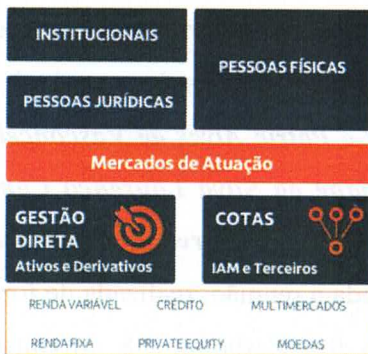 INSTITUCIONAIS
PESSOAS FÍSICAS
PESSOAS JURÍDICAS
Mercados de Atuação
GESTÃO
DIRETA
Ativos e Derivativos
COTAS
IAM e Terceiros
RENDA VARIÁVEL CRÉDITO MULTIMERCADOS
RENDA FIXA PRIVATE EQUITY MOEDAS